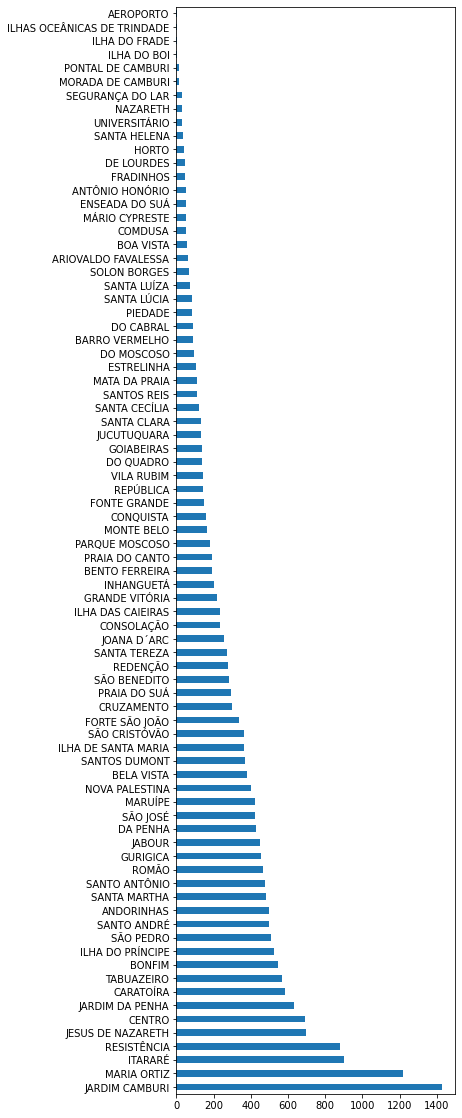 AEROPORTO
ILHAS OCEÂNICAS DE TRINDADE
ILHA DO FRADE
ILHA DO BOI
PONTAL DE CAMBURI
MORADA DE CAMBURI
SEGURANÇA DO LAR
NAZARETH
UNIVERSITÁRIO
SANTA HELENA
HORTO
DE LOURDES
FRADINHOS
ANTÔNIO HONÓRIO
ENSEADA DO SUÁ
MÁRIO CYPRESTE
COMDUSA
BOA VISTA
ARIOVALDO FAVALESSA
SOLON BORGES
SANTA LUÍZA
SANTA LÚCIA
PIEDADE
DO CABRAL
BARRO VERMELHO
DO MOSCOSO
ESTRELINHA
MATA DA PRAIA
SANTOS REIS
SANTA CECÍLIA
SANTA CLARA
JUCUTUQUARA
GOIABEIRAS
DO QUADRO
VILA RUBIM
REPÚBLICA
FONTE GRANDE
CONQUISTA
MONTE BELO
PARQUE MOSCOSO
PRAIA DO CANTO
BENTO FERREIRA
INHANGUETÁ
GRANDE VITÓRIA
ILHA DAS CAIEIRAS
CONSOLAÇÃO
JOANA D´ARC
SANTA TEREZA
REDENÇÃO
SÃO BENEDITO
PRAIA DO SUÁ
CRUZAMENTO
FORTE SÃO JOÃO
SÃO CRISTÓVÃO
ILHA DE SANTA MARIA
SANTOS DUMONT
BELA VISTA
NOVA PALESTINA
MARUÍPE
SÃO JOSÉ
DA PENHA
JABOUR
GURIGICA
ROMÃO
SANTO ANTÔNIO
SANTA MARTHA
ANDORINHAS
SANTO ANDRÉ
SÃO PEDRO
ILHA DO PRÍNCIPE
BONFIM
TABUAZEIRO
CARATOÍRA
JARDIM DA PENHA
CENTRO
JESUS DE NAZARETH
RESISTÊNCIA
ITARARÉ
MARIA ORTIZ
JARDIM CAMBURI
0 200 400 600 800 1000 1200 1400